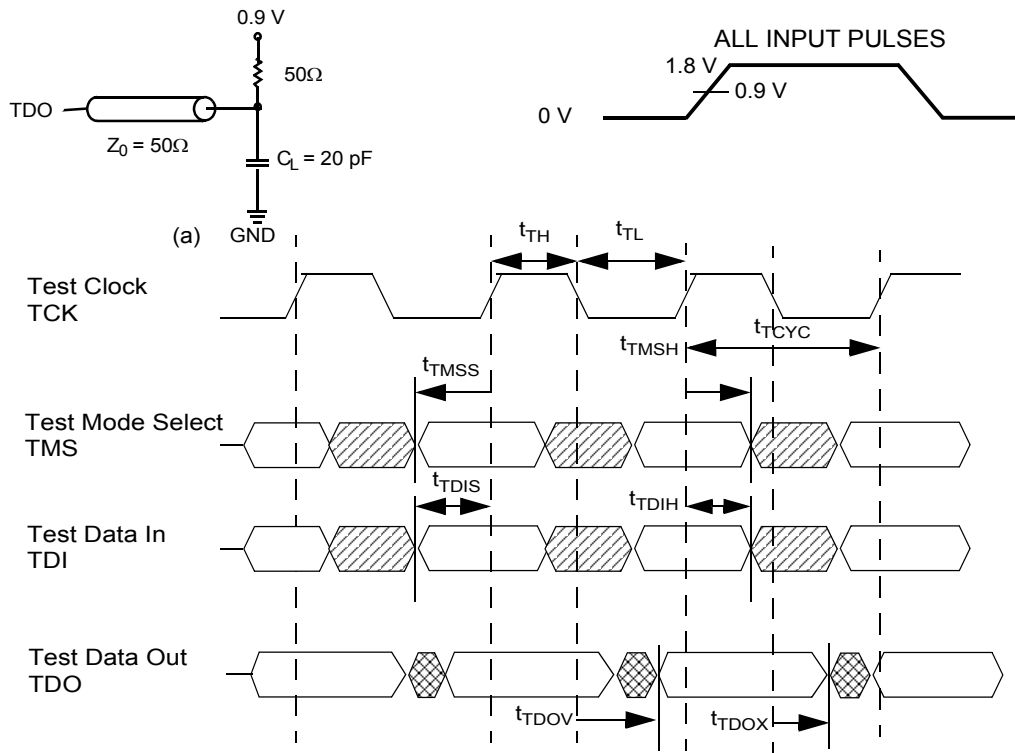 0.9 V
ALL INPUT PULSES
50Ω
1.8 V
0.9 V
TDO
0 V
Z0 = 50Ω
CL = 20 pF
(a)
GND
tTH
tTL
Test Clock
TCK
tTMSH
tTCYC
tTMSS
Test Mode Select
TMS
tTDIS
tTDIH
Test Data In
TDI
Test Data Out
TDO
tTDOV
tTDOX